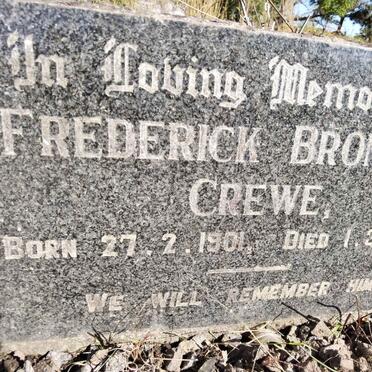 In Loving Memo
FREDERICK BRO
CREWE,
BORN 27.2.1901. DIED 1.
WE WILL REMEMBER HIM